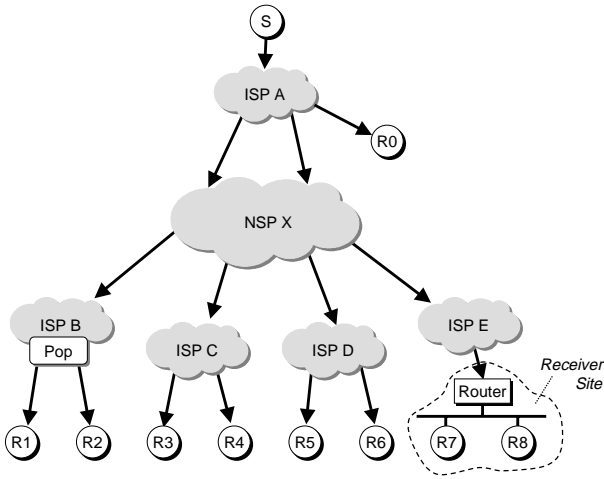 S
ISP A
R0
NSP X
ISP B
Pop
ISP C
ISP D
ISP E
Receiver
Site
Router
R1
R2
R3
R4
R5
R6
R7
R8